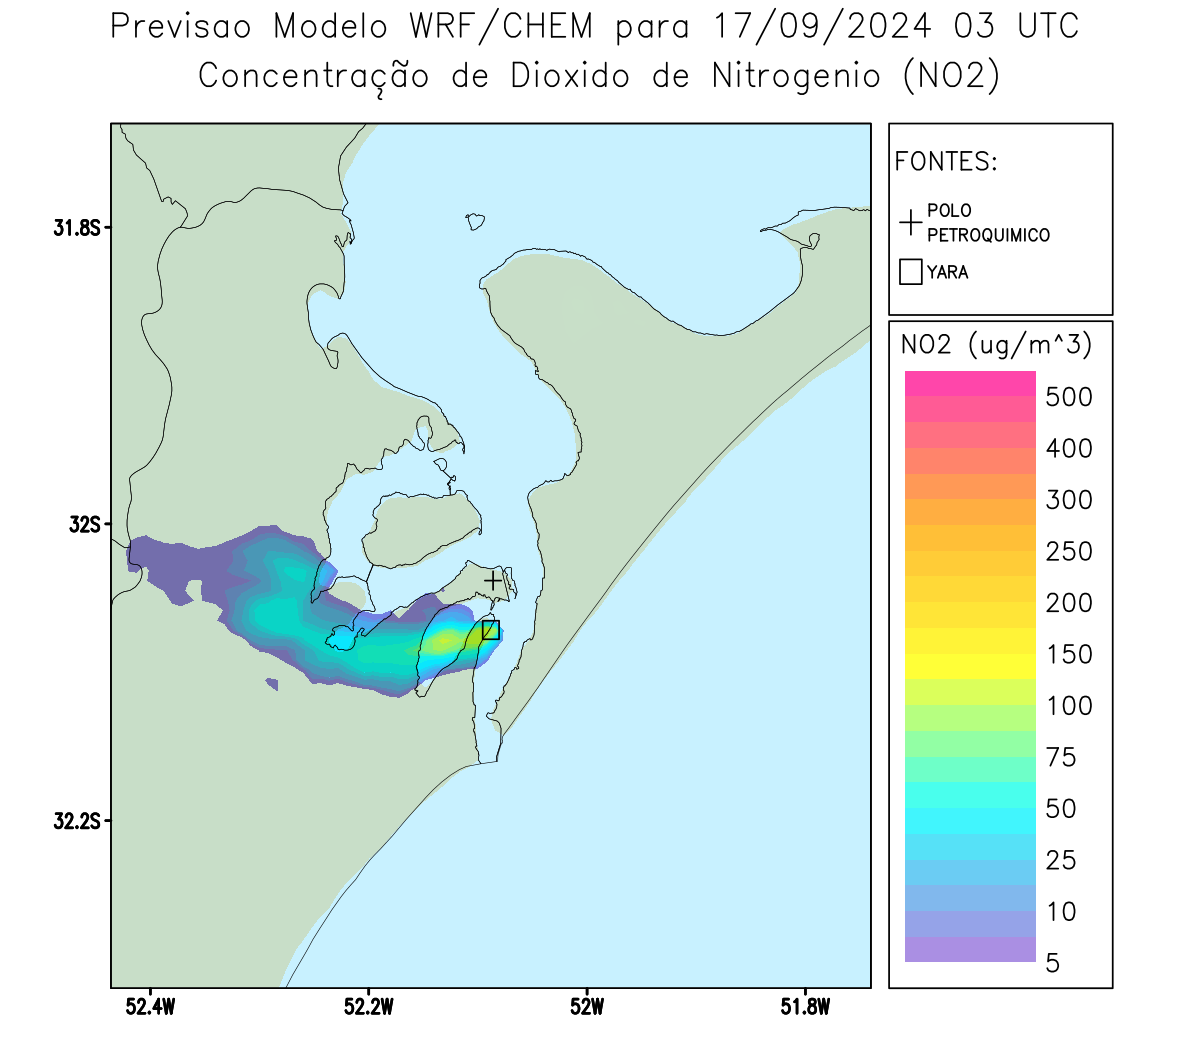 Previsao Modelo WRF/CHEM para 17/09/2024 03 UTC
Concentração de Dioxido de Nitrogenio (NO2)
FONTES:
POLO
PETROQUIMICO
YARA
NO2 (ug/m^3)
500
400
300
250
200
150
100
75
50
25
10
5
31.8S
32S
32.2S
52.4W 52.2W 52W 51.8W